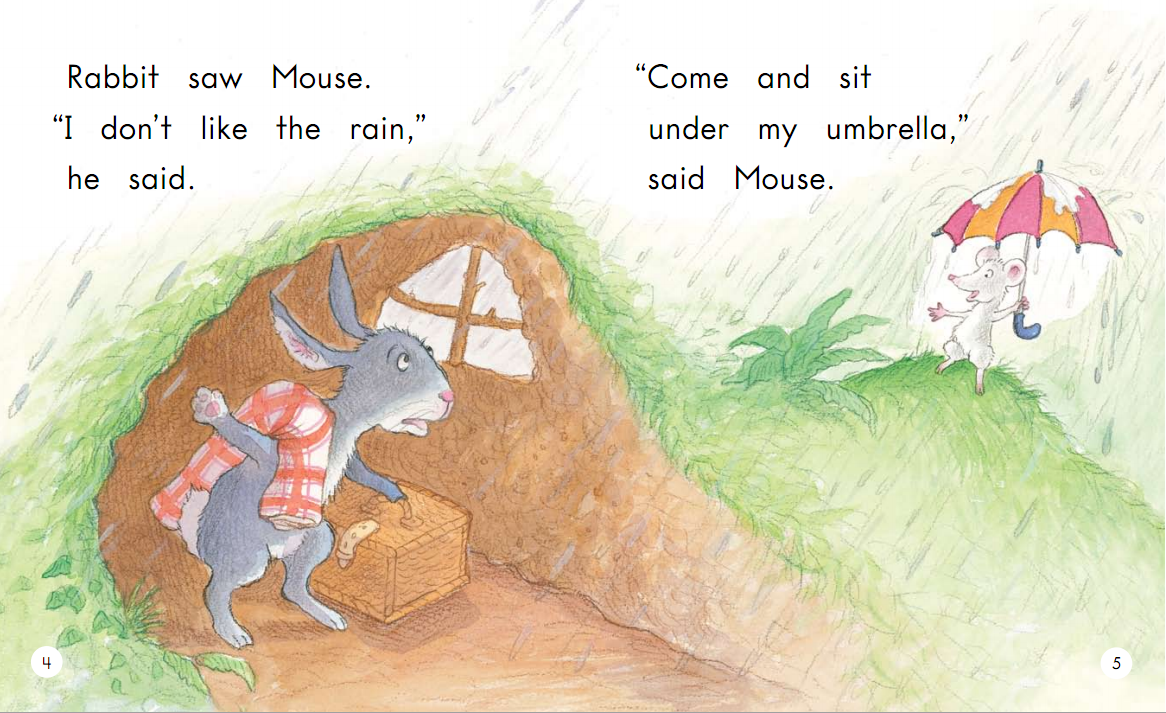 Rabbit saw Mouse.
“I don’t like the rain,”
he said.
4
“Come and sit
under my umbrella,”
said Mouse.
5